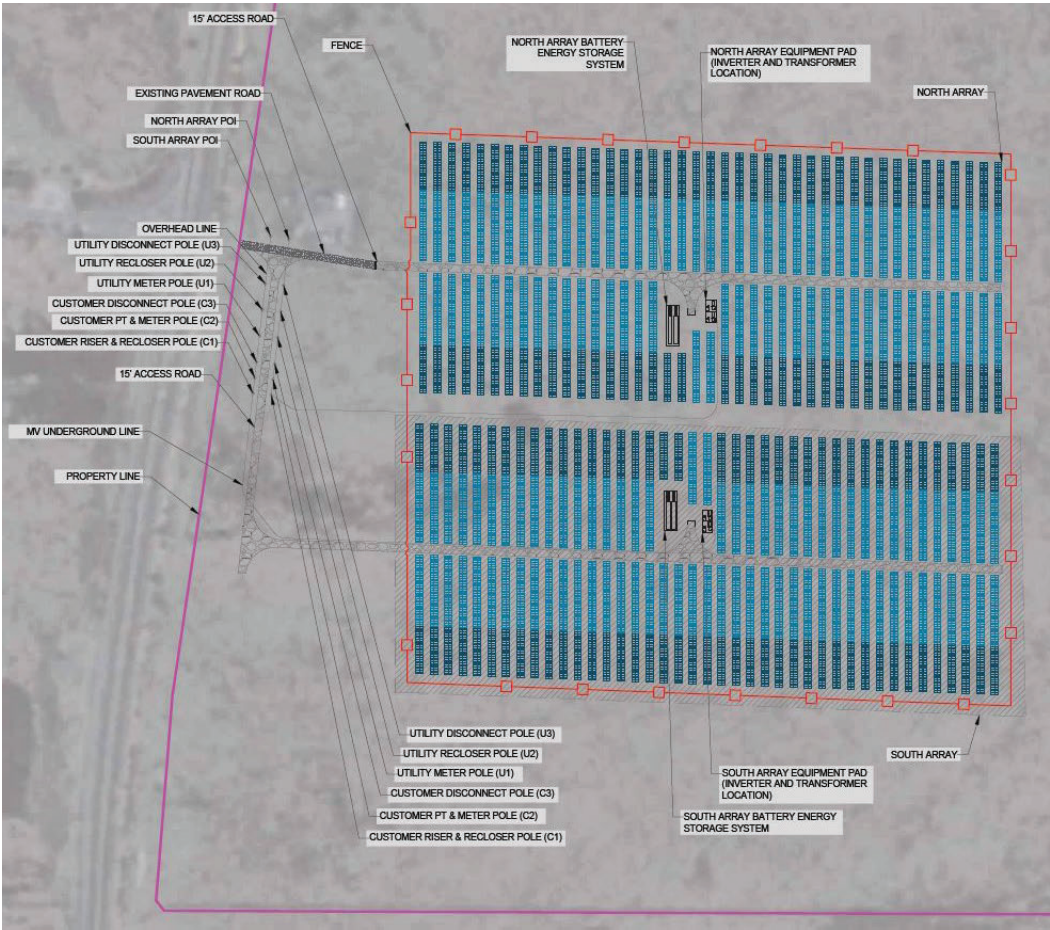 15' ACCESS ROAD
FENCE
NORTH ARRAY BATTERY
ENERGY STORAGE
SYSTEM
NORTH ARRAY EQUIPMENT PAD
(INVERTER AND TRANSFORMER
LOCATION)
NORTH ARRAY
EXISTING PAVEMENT ROAD
NORTH ARRAY POI
SOUTH ARRAY POI
OVERHEAD LINE
UTILITY DISCONNECT POLE (U3)
UTILITY RECLOSER POLE (U2)
UTILITY METER POLE (U1)
CUSTOMER DISCONNECT POLE (C3)
CUSTOMER PT & METER POLE (C2)
CUSTOMER RISER & RECLOSER POLE (C1)
15' ACCESS ROAD
MV UNDERGROUND LINE
PROPERTY LINE
UTILITY DISCONNECT POLE (U3)
UTILITY RECLOSER POLE (U2)
UTILITY METER POLE (U1)
CUSTOMER DISCONNECT POLE (C3)
CUSTOMER PT & METER POLE (C2)
CUSTOMER RISER & RECLOSER POLE (C1)
SOUTH ARRAY
SOUTH ARRAY EQUIPMENT PAD
(INVERTER AND TRANSFORMER
LOCATION)
SOUTH ARRAY BATTERY ENERGY
STORAGE SYSTEM